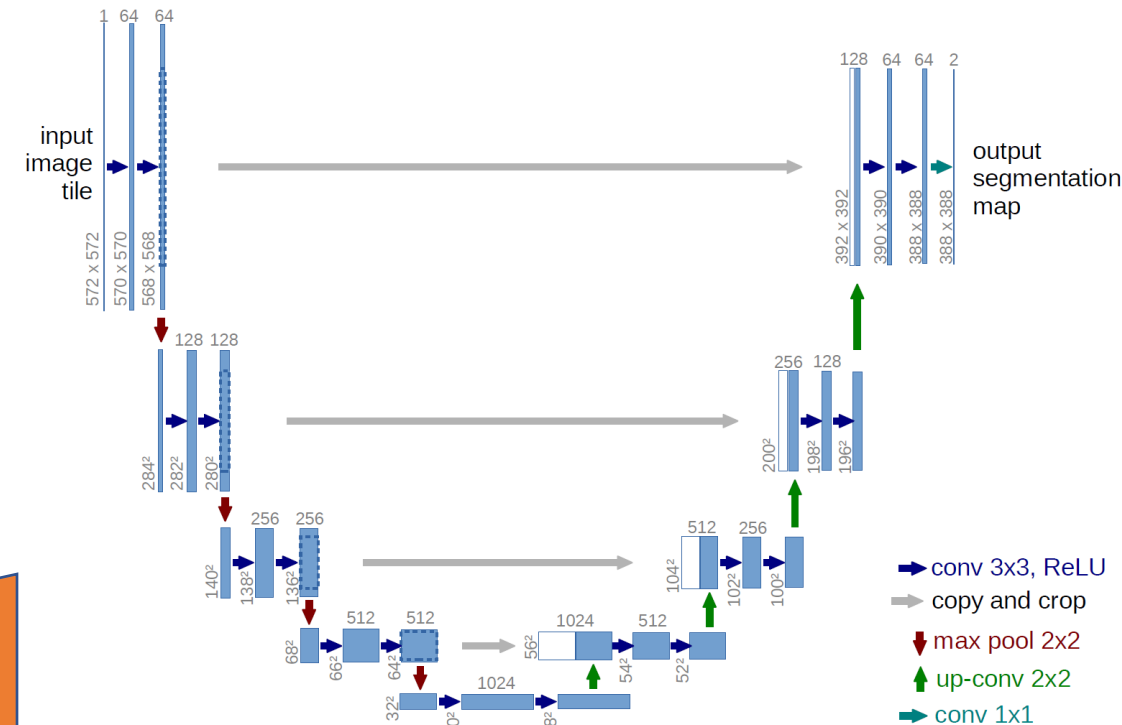 1 64 64
128 64 64 2
input
image
tile
output
segmentation
map
572 x 572
570 x 570
568 x 568
392 x 392
390 x 390
388 x 388
388 x 388
128 128
256 128
284²
282²
280²
200²
198²
196²
256 256
512 256
140²
138²
136²
104²
102²
100²
512 512
1024 512
68²
66²
64²
56²
54²
52²
1024
32²
conv 3x3, ReLU
copy and crop
max pool 2x2
up-conv 2x2
conv 1x1